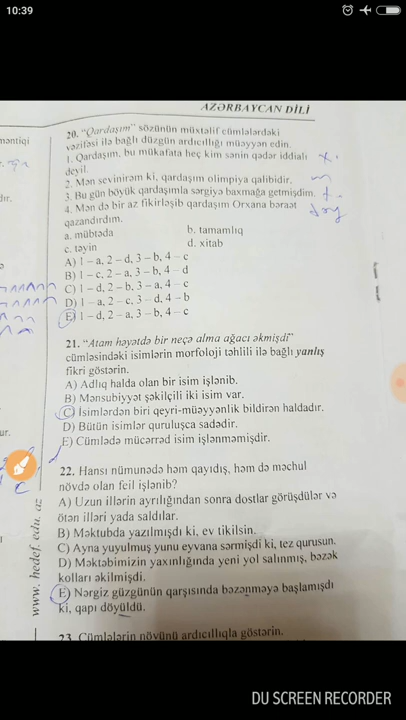 10:39
AZƏRBAYCAN DİLİ
məntiqi
dır.
ur.
20. "Qardaşım" sözünün müxtəlif cümlələrdəki
vəzifəsi ilə bağlı düzgün ardıcıllığı müəyyən edin.
1. Qardaşım, bu mükafata heç kim sənin qədər iddialı
deyil.
2. Mən sevinirəm ki, qardaşım olimpiya qalibidir.
3. Bu gün böyük qardaşımla sərgiyə baxmağa getmişdim.
4. Mən də bir az fikirləşib qardaşım Orxana bəraət
qazandırdım.
a. mübtəda b. tamamlıq
c. təyin d. xitab
A) 1 – a, 2 – d, 3 – b, 4 – c
B) 1 – c, 2 – a, 3 – b, 4 – d
C) 1 – d, 2 – b, 3 – a, 4 – c
D) 1 – a, 2 – c, 3 – d, 4 – b
E) 1 – d, 2 – a, 3 – b, 4 – c
21. "Atam həyətdə bir neçə alma ağacı əkmişdi"
cümləsindəki isimlərin morfoloji təhlili ilə bağlı yanlış
fikri göstərin.
A) Adlıq halda olan bir isim işlənib.
B) Mənsubiyyət şəkilçili iki isim var.
C) İsimlərdən biri qeyri-müəyyənlik bildirən haldadır.
D) Bütün isimlər quruluşca sadədir.
E) Cümlədə mücərrəd isim işlənməmişdir.
22. Hansı nümunədə həm qayıdış, həm də məchul
növdə olan feil işlənib?
A) Uzun illərin ayrılığından sonra dostlar görüşdülər və
ötən illəri yada saldılar.
B) Məktubda yazılmışdı ki, ev tikilsin.
C) Ayna yuyulmuş yunu eyvana sərmişdi ki, tez qurusun.
D) Məktəbimizin yaxınlığında yeni yol salınmış, bəzək
kolları əkilmişdi.
E) Nərgiz güzgünün qarşısında bəzənməyə başlamışdı
ki, qapı döyüldü.
23. Cümlələrin növünü ardıcıllıqla göstərin.
www. hedef. edu. az
DU SCREEN RECORDER